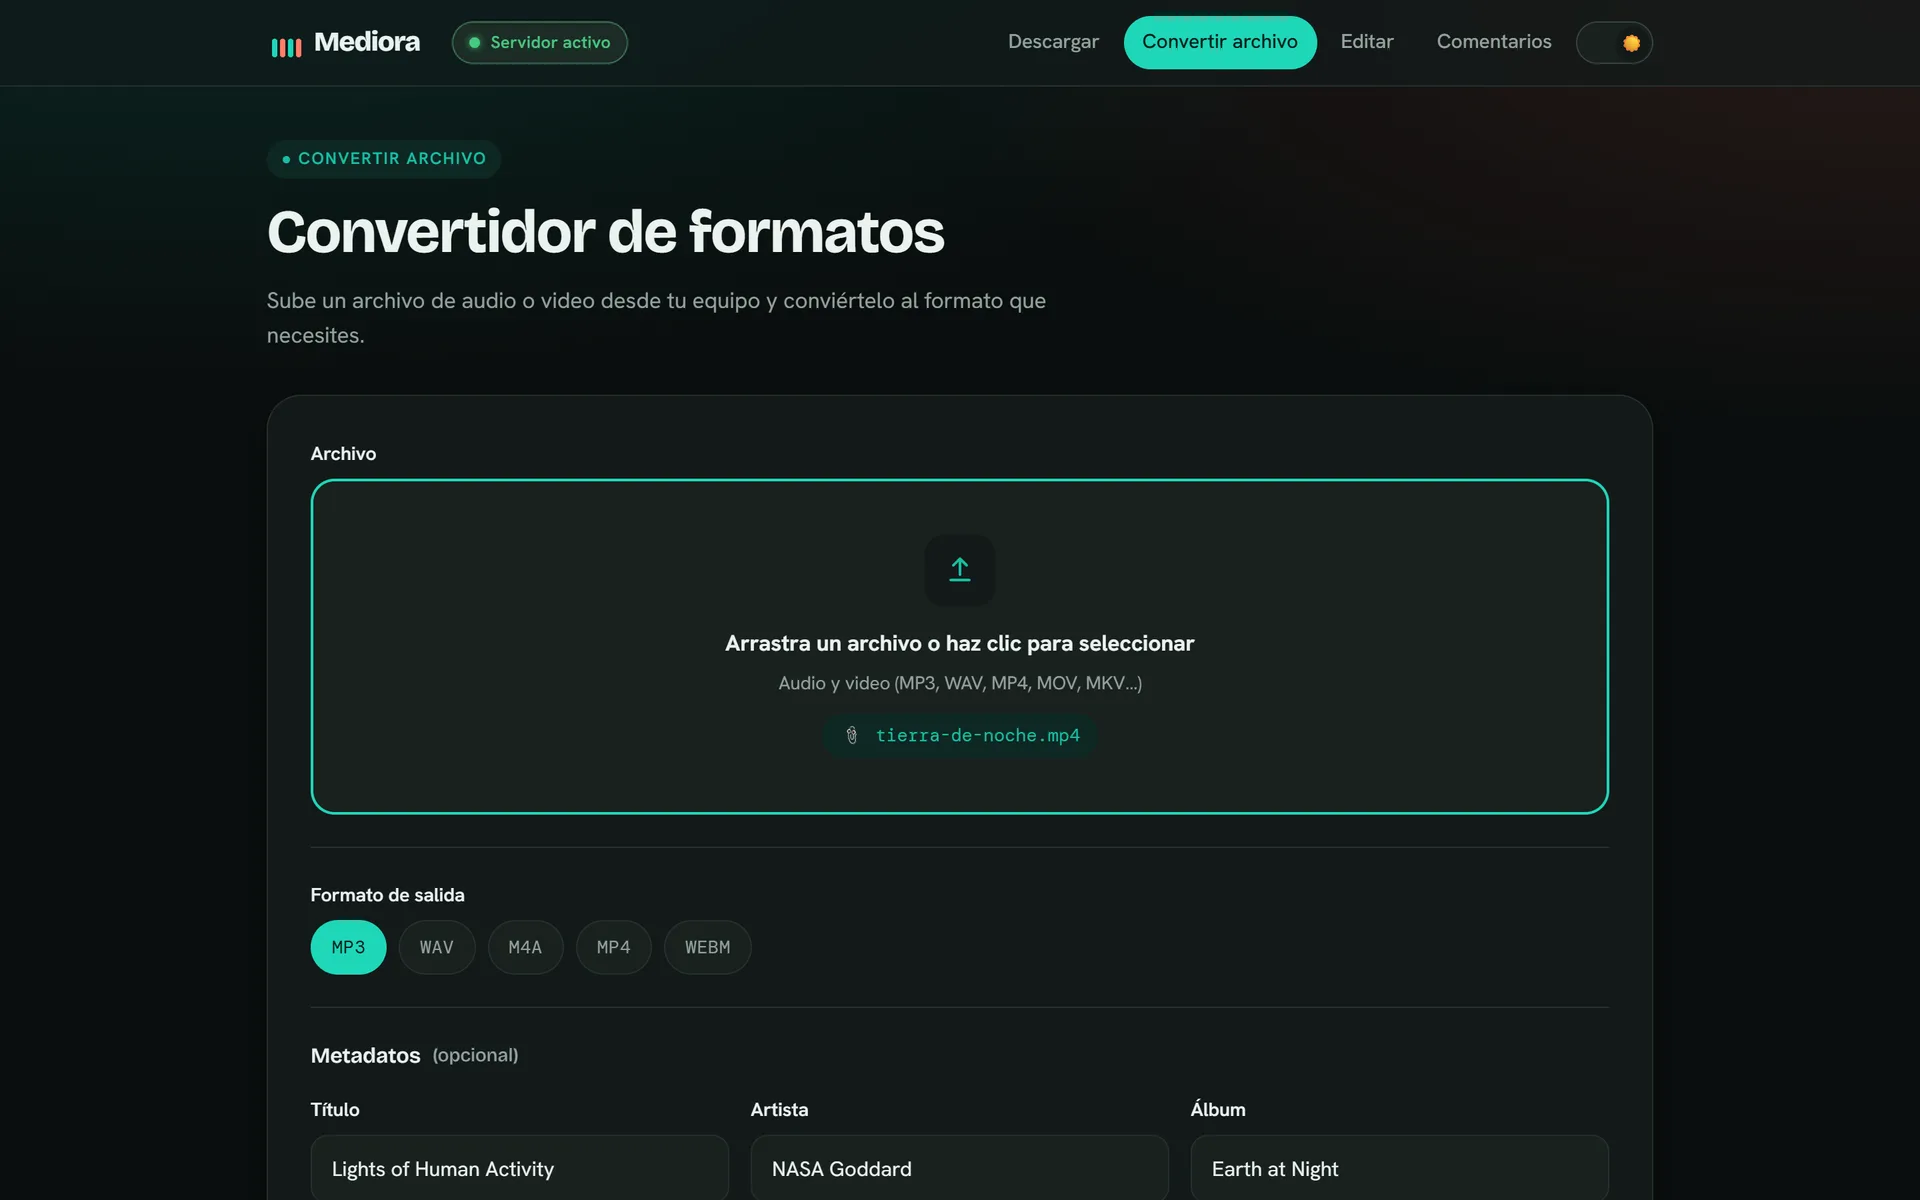 Mediora
Servidor activo
Descargar
Convertir archivo
Editar
Comentarios
CONVERTIR ARCHIVO
Convertidor de formatos
Sube un archivo de audio o video desde tu equipo y conviértelo al formato que
necesites.
Archivo
Arrastra un archivo o haz clic para seleccionar
Audio y video (MP3, WAV, MP4, MOV, MKV...)
tierra-de-noche.mp4
Formato de salida
MP3
WAV
M4A
MP4
WEBM
Metadatos (opcional)
Título
Artista
Álbum
Lights of Human Activity
NASA Goddard
Earth at Night